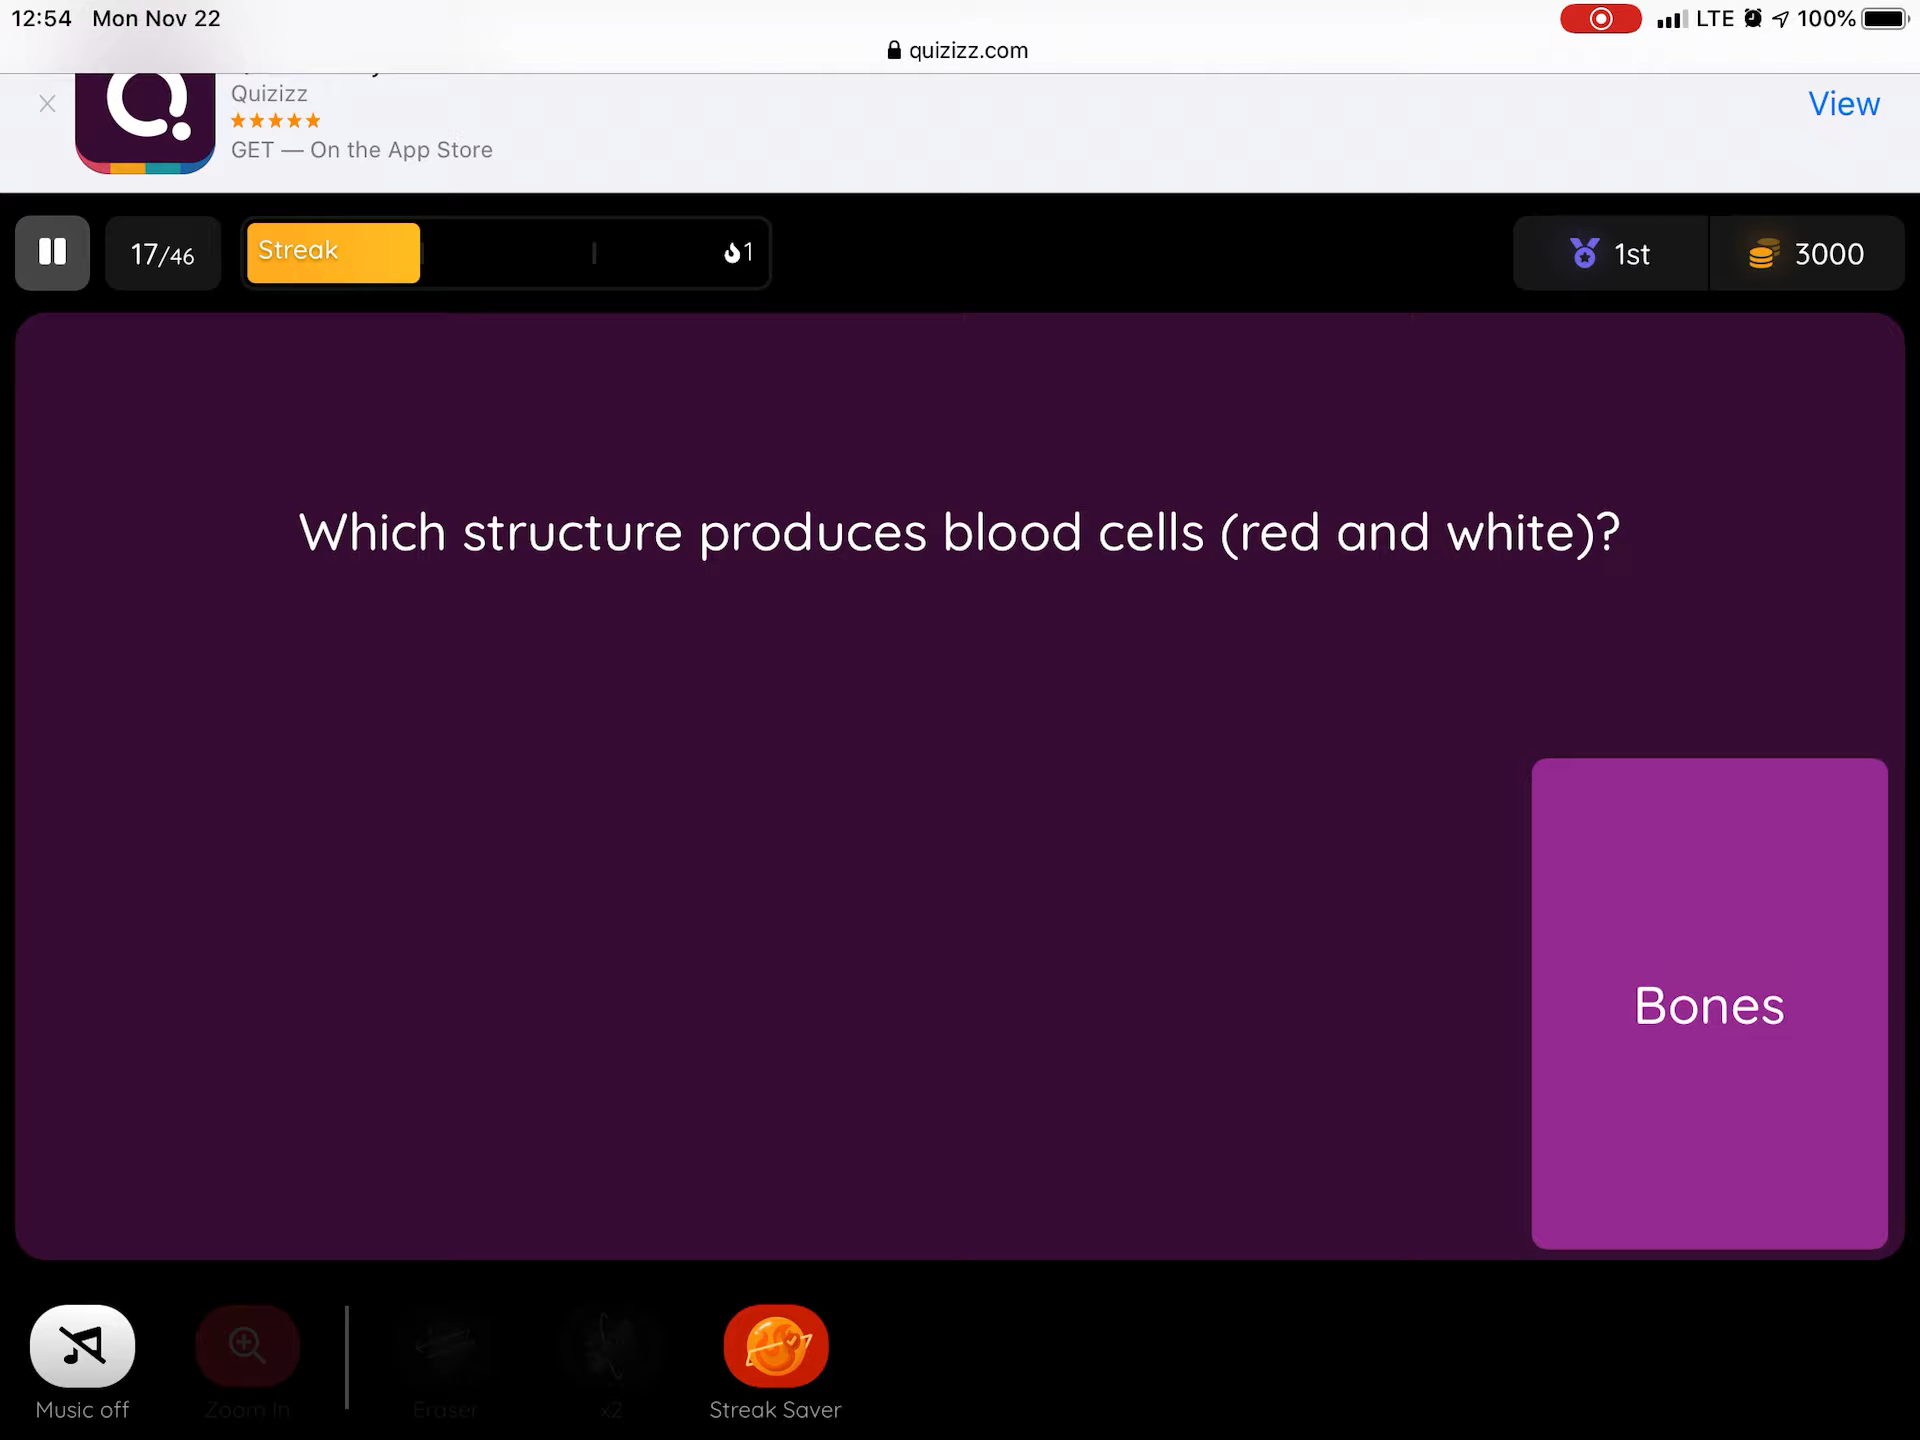 12:54 Mon Nov 22
LTE 100%
quizizz.com
Quizizz
GET — On the App Store
View
17/46
Streak
1
1st
3000
Which structure produces blood cells (red and white)?
Bones
Music off
Zoom In
Eraser
x2
Streak Saver